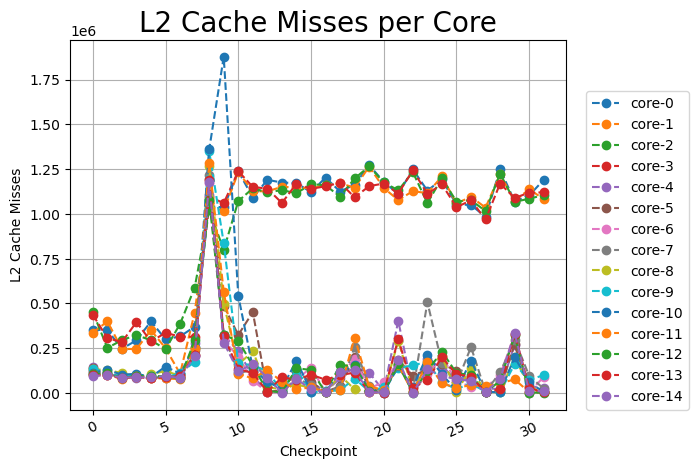 L2 Cache Misses per Core
1e6
1.75
1.50
1.25
1.00
0.75
0.50
0.25
0.00
L2 Cache Misses
0
5
10
15
20
25
30
Checkpoint
core-0
core-1
core-2
core-3
core-4
core-5
core-6
core-7
core-8
core-9
core-10
core-11
core-12
core-13
core-14